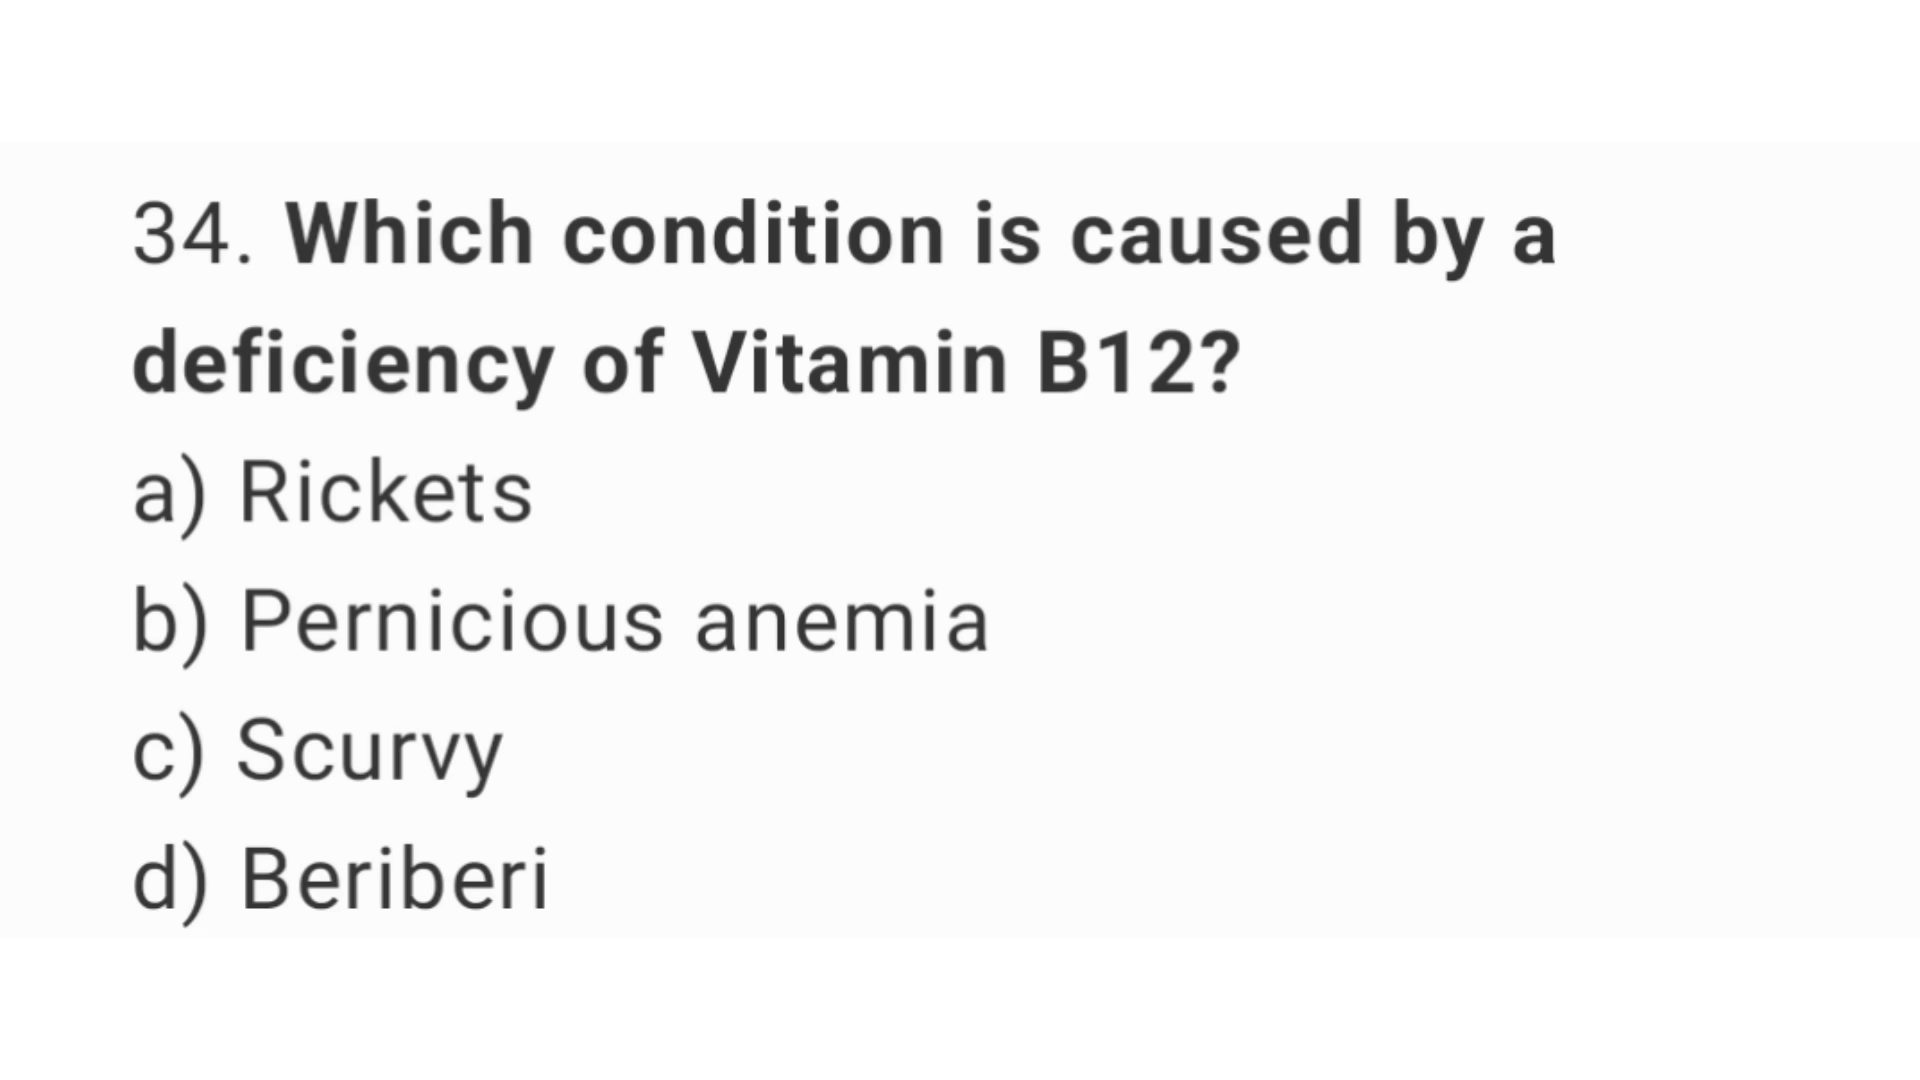 34. Which condition is caused by a
deficiency of Vitamin B12?
a) Rickets
b) Pernicious anemia
c) Scurvy
d) Beriberi